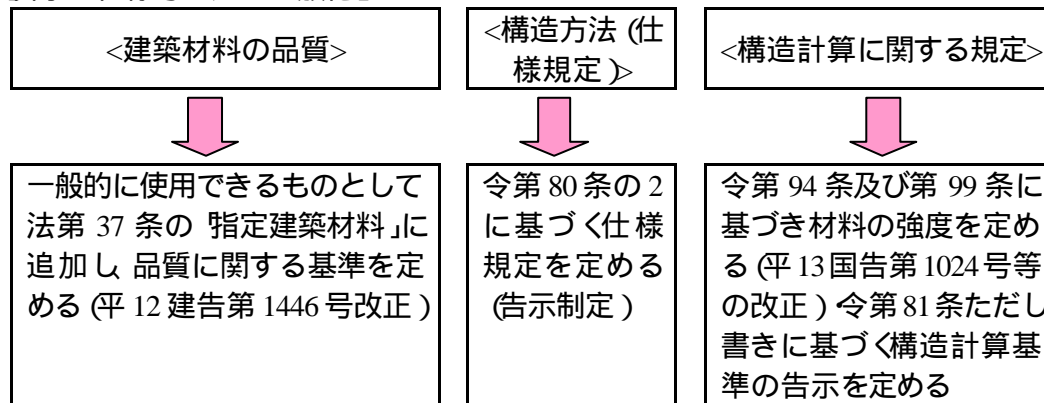 <建築材料の品質>
<構造方法(仕
様規定)>
<構造計算に関する規定>
一般的に使用できるものとして
法第 37 条の「指定建築材料」に
追加し、品質に関する基準を定
める(平 12 建告第 1446 号改正)
令第 80 条の 2
に基づく仕様
規定を定める
(告示制定)
令第 94 条及び第 99 条に
基づき材料の強度を定め
る(平 13 国告第 1024 号等
の改正)、令第 81 条ただし
書きに基づく構造計算基
準の告示を定める